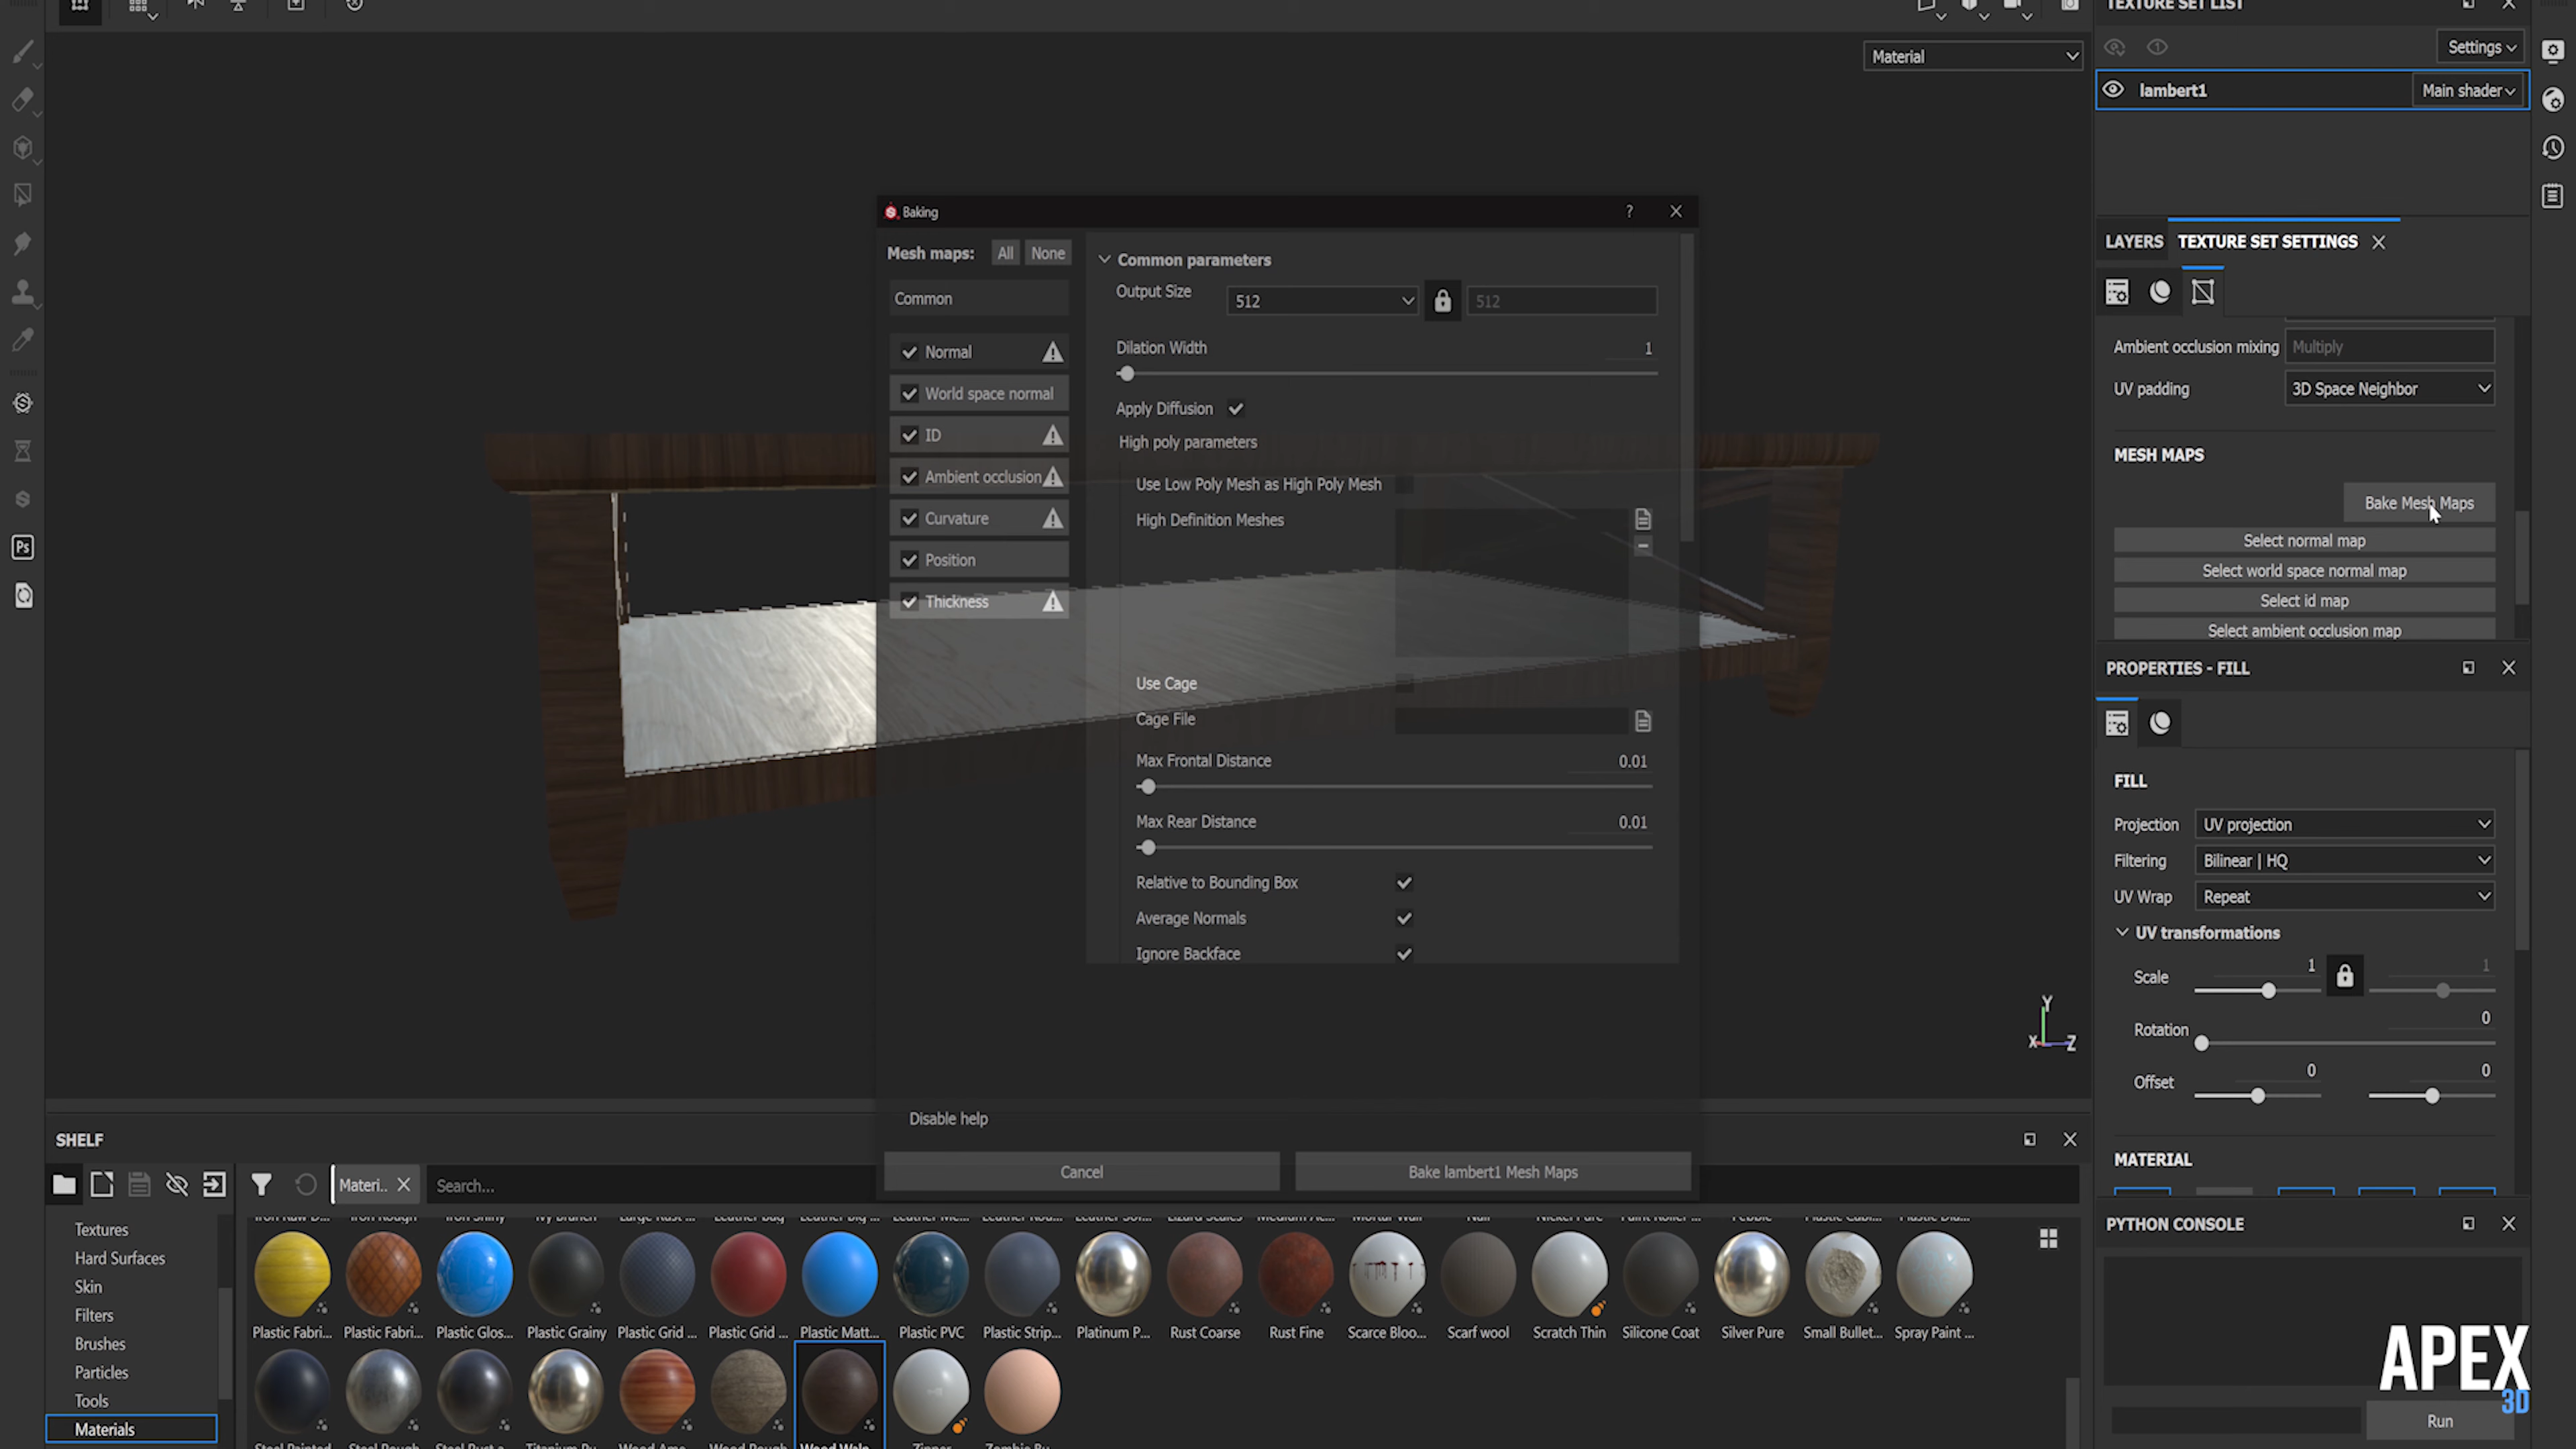 TEXTURE SET LIST
Material
Settings
lambert1
Main shader
Baking
?
LAYERS
TEXTURE SET SETTINGS
Mesh maps:
All
None
Common
Normal
World space normal
ID
Ambient occlusion
Curvature
Position
Thickness
Common parameters
Output Size
512
512
Dilation Width
1
Apply Diffusion
High poly parameters
Use Low Poly Mesh as High Poly Mesh
High Definition Meshes
Use Cage
Cage File
Max Frontal Distance
0.01
Max Rear Distance
0.01
Relative to Bounding Box
Average Normals
Ignore Backface
Disable help
Cancel
Bake lambert1 Mesh Maps
Ambient occlusion mixing
Multiply
UV padding
3D Space Neighbor
MESH MAPS
Bake Mesh Maps
Select normal map
Select world space normal map
Select id map
Select ambient occlusion map
PROPERTIES - FILL
FILL
Projection
UV projection
Filtering
Bilinear | HQ
UV Wrap
Repeat
UV transformations
Scale
1
1
Rotation
0
Offset
0
0
MATERIAL
PYTHON CONSOLE
Run
Ps
Y
X
Z
SHELF
Materi..
Search...
Textures
Hard Surfaces
Skin
Filters
Brushes
Particles
Tools
Materials
Plastic Fabri...
Plastic Fabri...
Plastic Glos...
Plastic Grainy
Plastic Grid ...
Plastic Grid ...
Plastic Matt...
Plastic PVC
Plastic Strip...
Platinum P...
Rust Coarse
Rust Fine
Scarce Bloo...
Scarf wool
Scratch Thin
Silicone Coat
Silver Pure
Small Bullet...
Spray Paint ...
APEX
3D